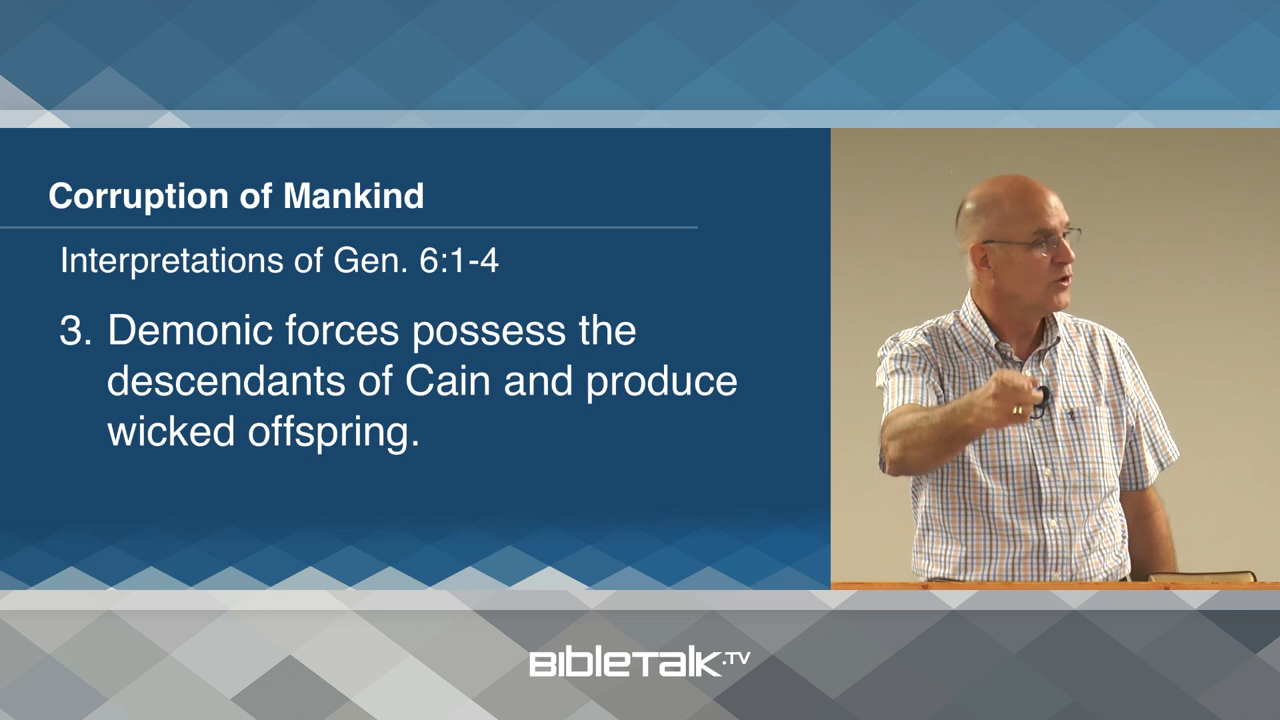 Corruption of Mankind
Interpretations of Gen. 6:1-4
3. Demonic forces possess the
descendants of Cain and produce
wicked offspring.
BIBLETALK.TV